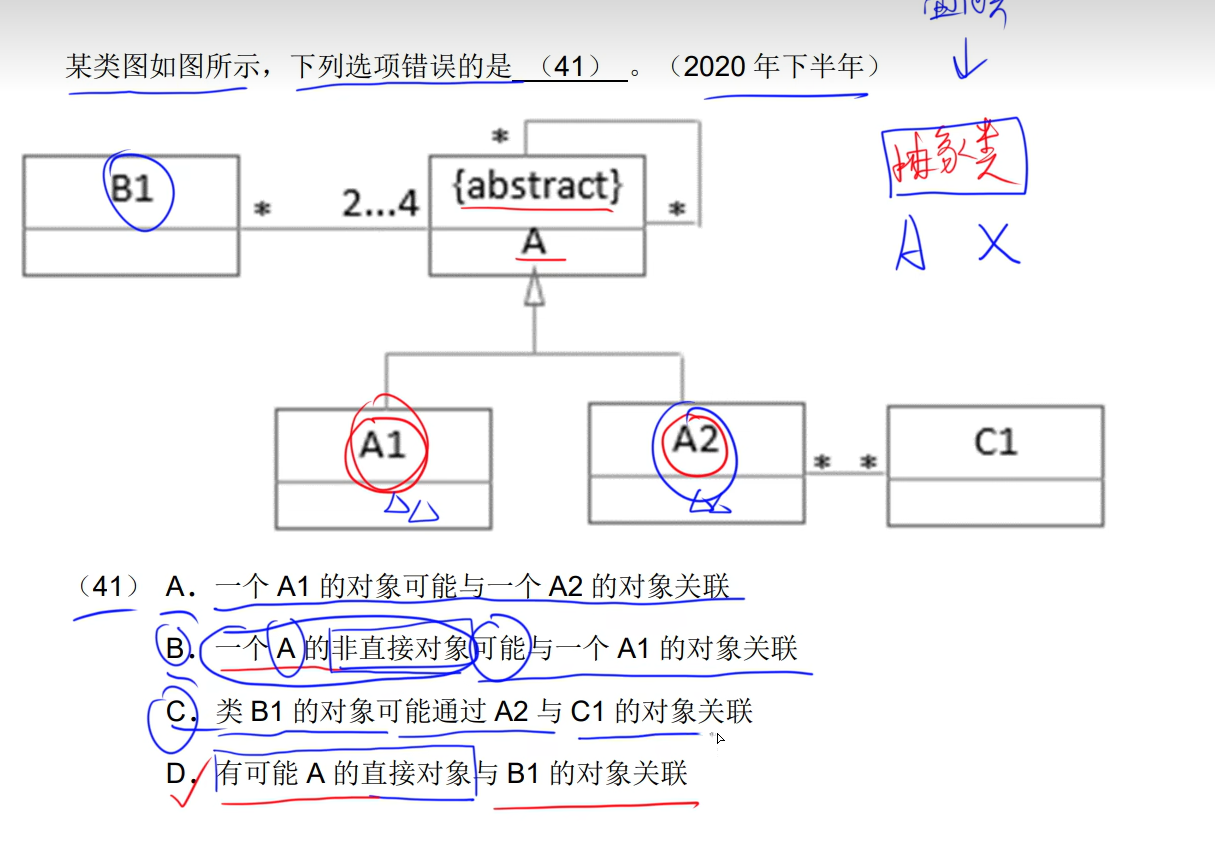 某类图如图所示，下列选项错误的是 （41） 。（2020 年下半年）
*
B1
*
2...4
{abstract}
*
抽象类
A
A ×
A1
A2
* *
C1
（41） A．一个 A1 的对象可能与一个 A2 的对象关联
B．一个 A 的非直接对象可能与一个 A1 的对象关联
C．类 B1 的对象可能通过 A2 与 C1 的对象关联
D．有可能 A 的直接对象与 B1 的对象关联